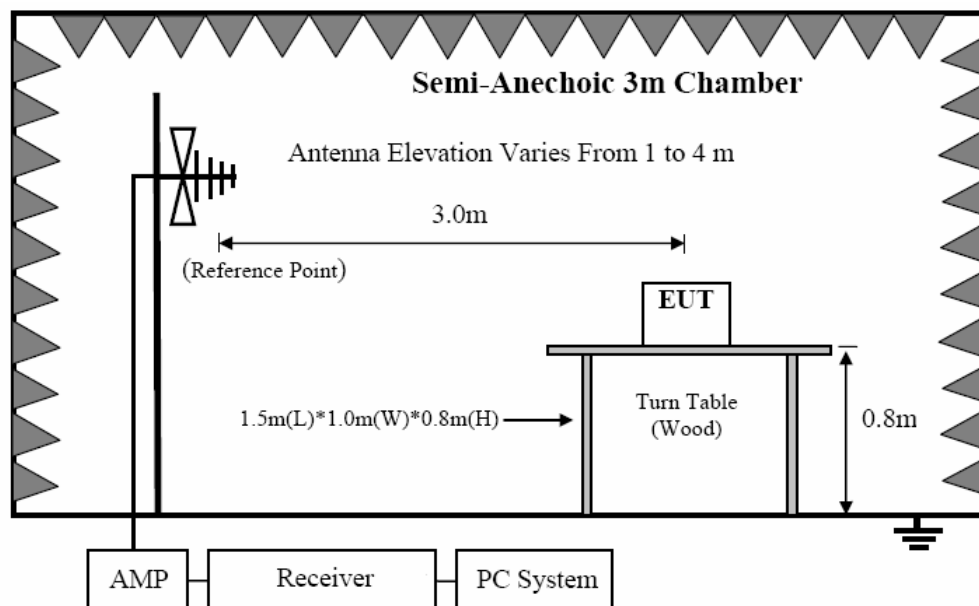 Semi-Anechoic 3m Chamber
Antenna Elevation Varies From 1 to 4 m
3.0m
(Reference Point)
EUT
1.5m(L)*1.0m(W)*0.8m(H)
Turn Table
(Wood)
0.8m
AMP
Receiver
PC System